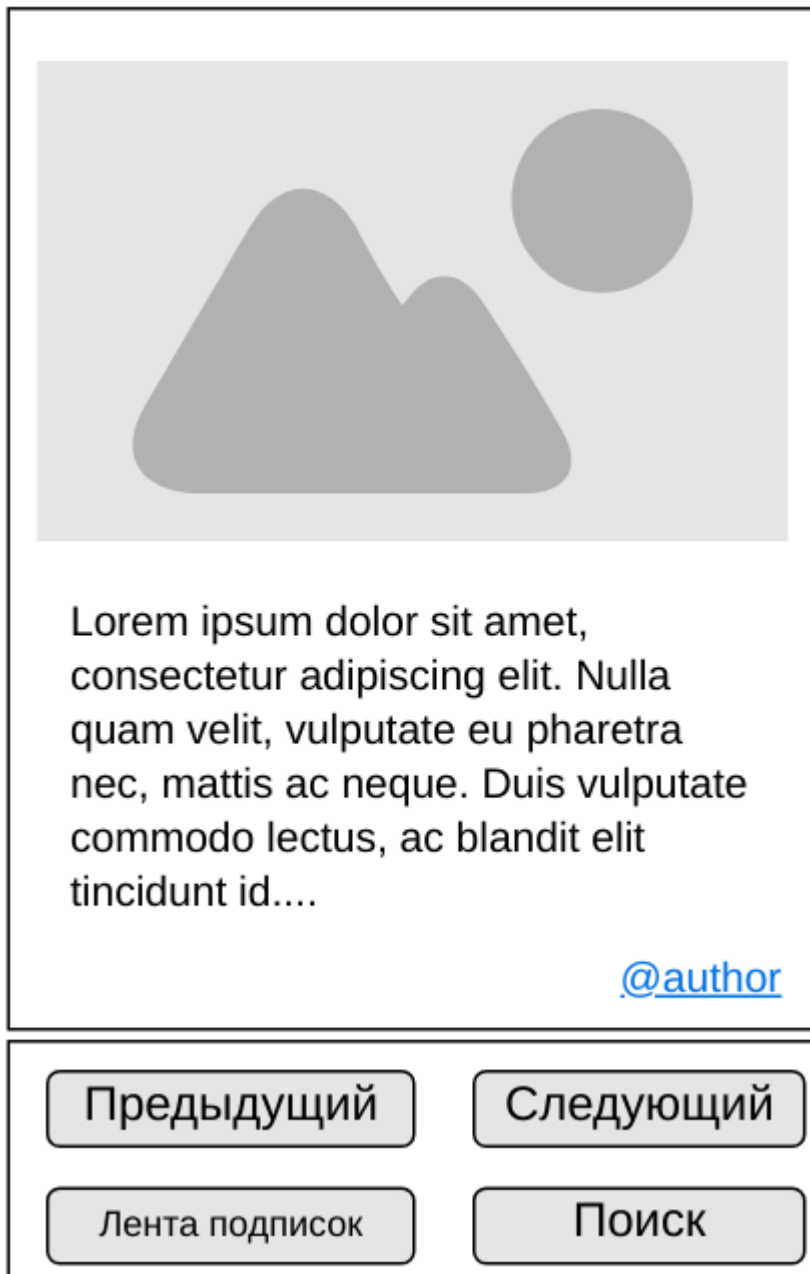 Lorem ipsum dolor sit amet,
consectetur adipiscing elit. Nulla
quam velit, vulputate eu pharetra
nec, mattis ac neque. Duis vulputate
commodo lectus, ac blandit elit
tincidunt id....
@author
Предыдущий
Следующий
Лента подписок
Поиск